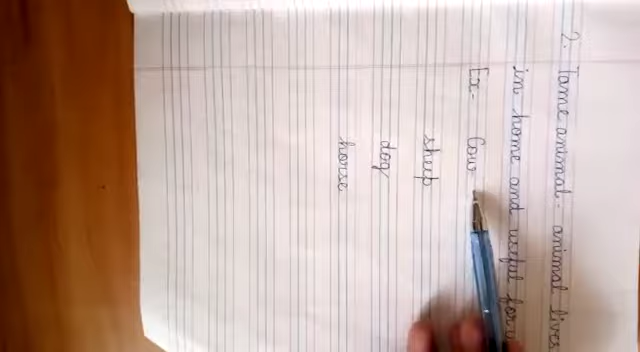 2. Tame animal - animal lives
in home and useful for
Ex- Cow
sheep
dog
horse